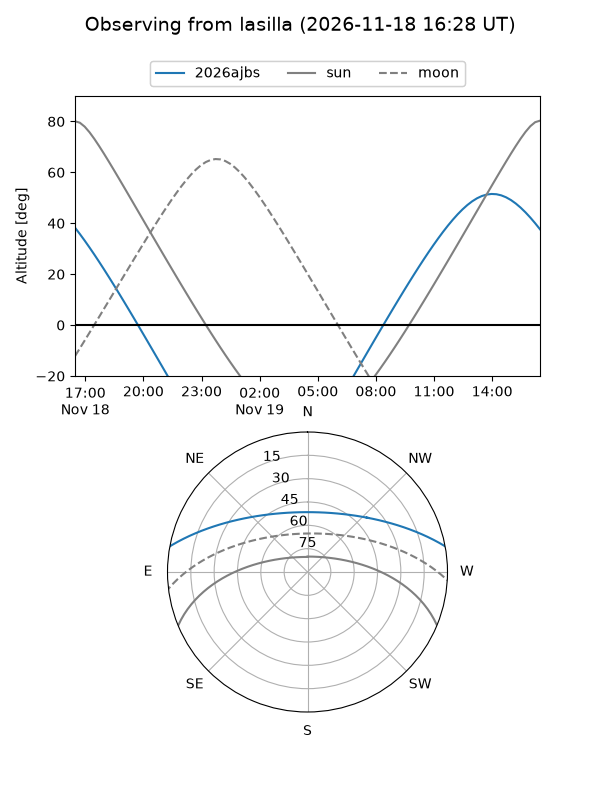 Observing from lasilla (2026-11-18 16:28 UT)
2026ajbs sun moon
Altitude [deg]
80
60
40
20
0
−20
17:00 20:00 23:00 02:00 05:00 08:00 11:00 14:00
Nov 18 Nov 19
N
NE NW
15
30
45
60
75
E W
SE SW
S